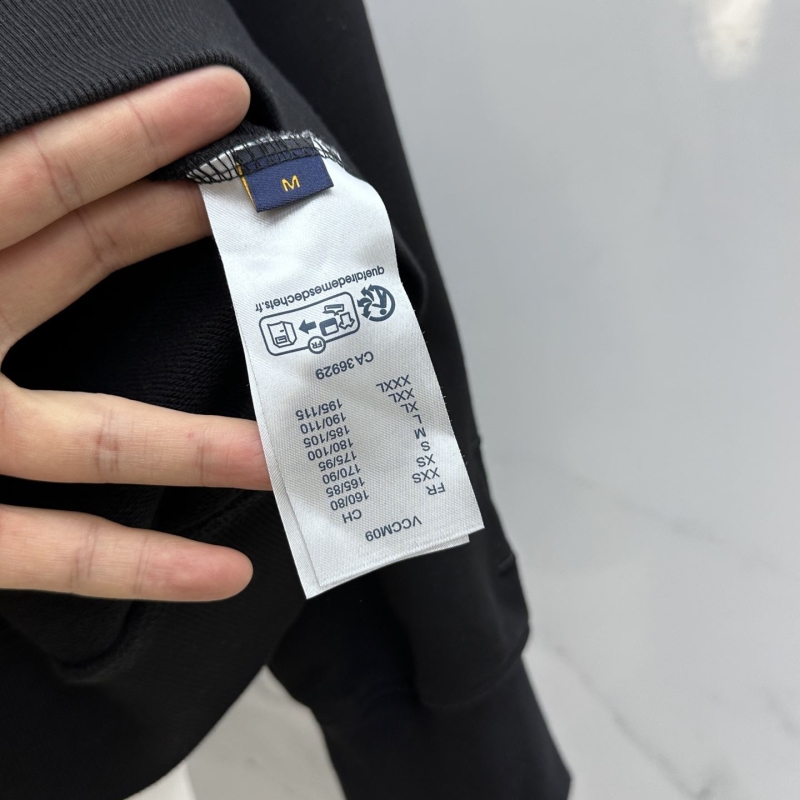 M
VCCM09
FR CH
XXS 160/80
XS 165/85
S 170/90
M 175/95
L 180/100
XL 185/105
XXL 190/110
XXXL 195/115
CA 36929
FR
quefairedemesdechets.fr